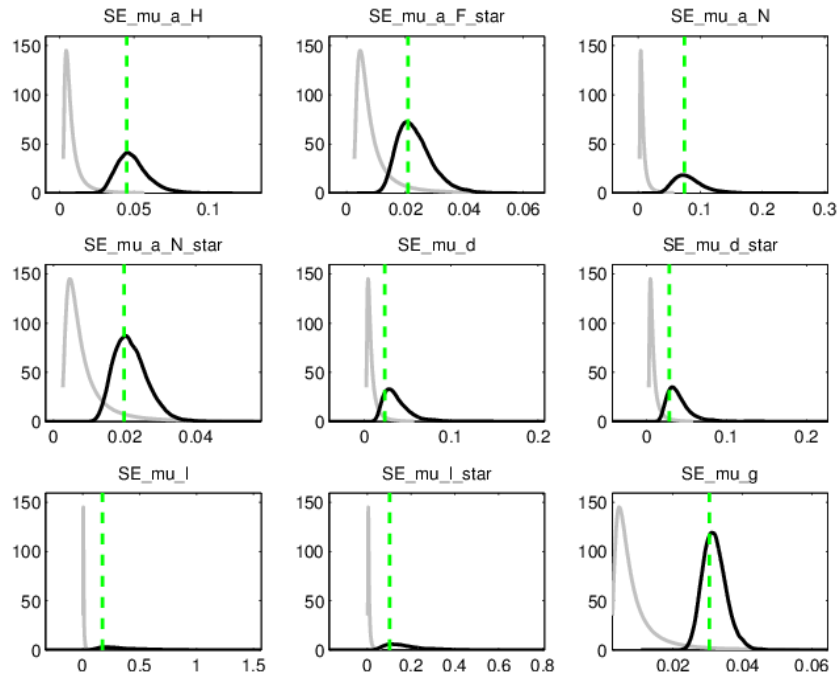 SE_mu_a_H SE_mu_a_F_star SE_mu_a_N
150 150 150
100 100 100
50 50 50
0 0 0
0 0.05 0.1 0 0.02 0.04 0.06 0 0.1 0.2 0.3
SE_mu_a_N_star SE_mu_d SE_mu_d_star
150 150 150
100 100 100
50 50 50
0 0 0
0 0.02 0.04 0 0.1 0.2 0 0.1 0.2
SE_mu_l SE_mu_l_star SE_mu_g
150 150 150
100 100 100
50 50 50
0 0 0
0 0.5 1 1.5 0 0.2 0.4 0.6 0.8 0.02 0.04 0.06